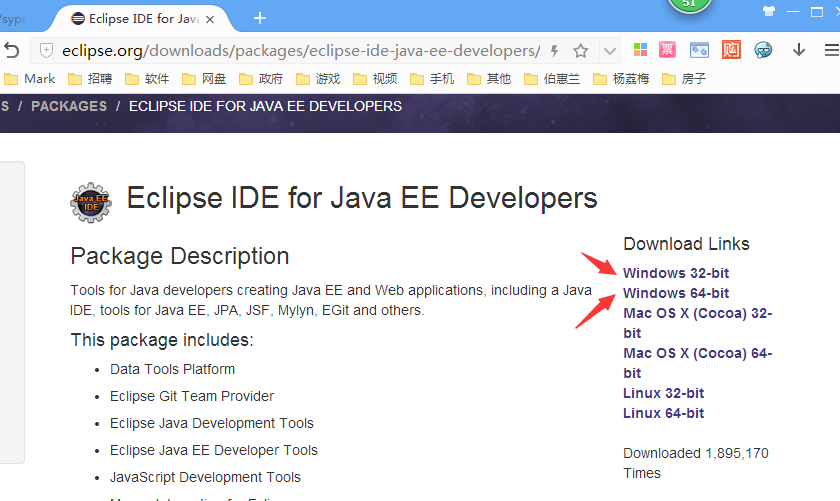 /sypr
Eclipse IDE for Java
51
eclipse.org/downloads/packages/eclipse-ide-java-ee-developers/
票
购
Mark 招聘 软件 网盘 政府 游戏 视频 手机 其他 伯惠兰 杨荔梅 房子
S / PACKAGES / ECLIPSE IDE FOR JAVA EE DEVELOPERS
Java EE
IDE
Eclipse IDE for Java EE Developers
Package Description
Tools for Java developers creating Java EE and Web applications, including a Java
IDE, tools for Java EE, JPA, JSF, Mylyn, EGit and others.
This package includes:
• Data Tools Platform
• Eclipse Git Team Provider
• Eclipse Java Development Tools
• Eclipse Java EE Developer Tools
• JavaScript Development Tools
Download Links
Windows 32-bit
Windows 64-bit
Mac OS X (Cocoa) 32-
bit
Mac OS X (Cocoa) 64-
bit
Linux 32-bit
Linux 64-bit
Downloaded 1,895,170
Times